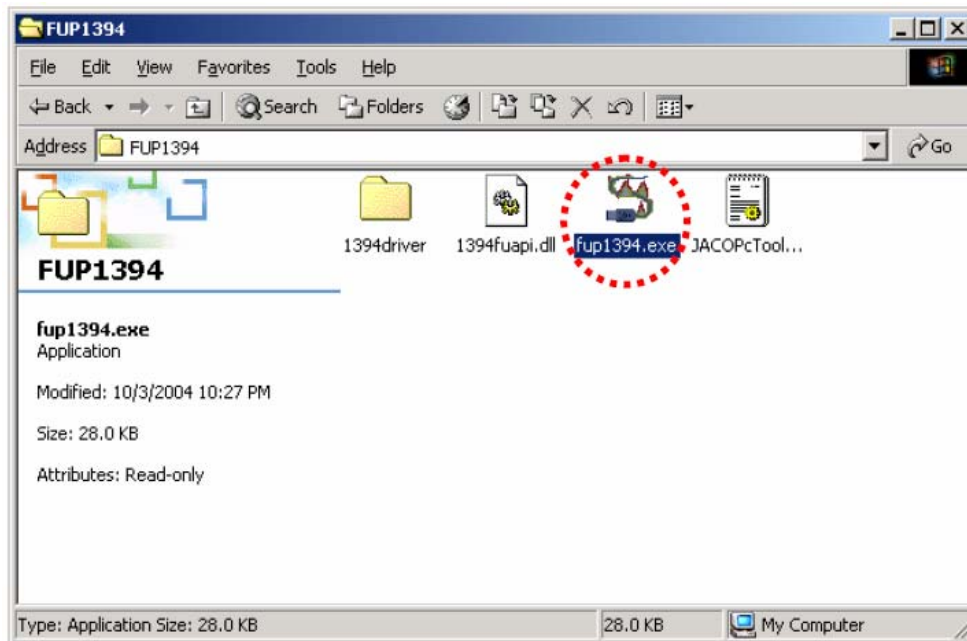 FUP1394
File Edit View Favorites Tools Help
Back Search Folders
Address FUP1394 Go
1394driver 1394fuapi.dll fup1394.exe JACOPcTool...
FUP1394
fup1394.exe
Application
Modified: 10/3/2004 10:27 PM
Size: 28.0 KB
Attributes: Read-only
Type: Application Size: 28.0 KB 28.0 KB My Computer